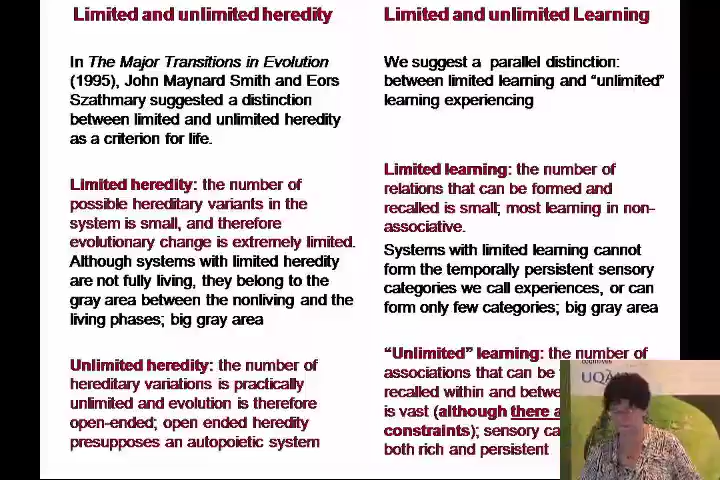 Limited and unlimited heredity
In The Major Transitions in Evolution
(1995), John Maynard Smith and Eors
Szathmary suggested a distinction
between limited and unlimited heredity
as a criterion for life.
Limited heredity: the number of
possible hereditary variants in the
system is small, and therefore
evolutionary change is extremely limited.
Although systems with limited heredity
are not fully living, they belong to the
gray area between the nonliving and the
living phases; big gray area
Unlimited heredity: the number of
hereditary variations is practically
unlimited and evolution is therefore
open-ended; open ended heredity
presupposes an autopoietic system
Limited and unlimited Learning
We suggest a parallel distinction:
between limited learning and “unlimited”
learning experiencing
Limited learning: the number of
relations that can be formed and
recalled is small; most learning in non-
associative.
Systems with limited learning cannot
form the temporally persistent sensory
categories we call experiences, or can
form only few categories; big gray area
“Unlimited” learning: the number of
associations that can be
recalled within and betwe
is vast (although there a
constraints); sensory ca
both rich and persistent
UQA